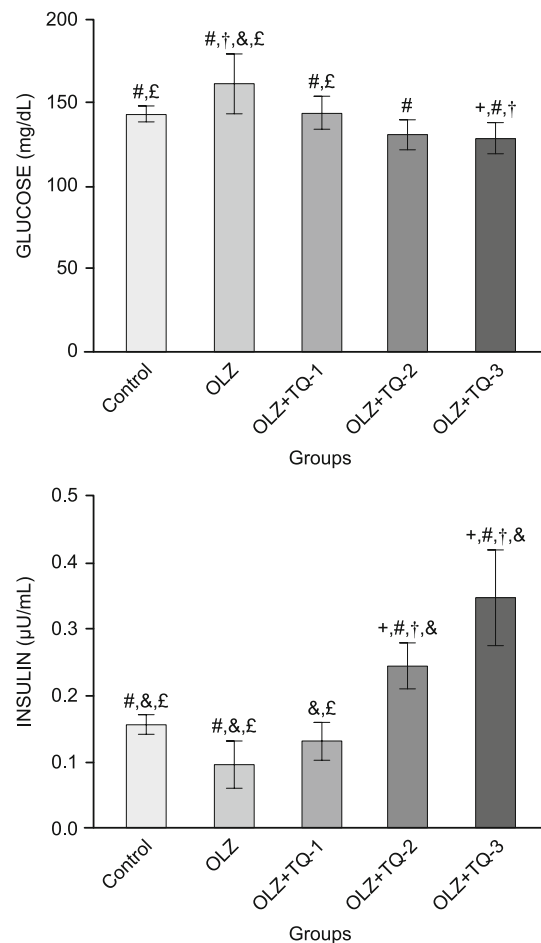 GLUCOSE (mg/dL)
200
150
100
50
0
#,£
#,†,&,£
#,£
#
+,#,†
Control
OLZ
OLZ+TQ-1
OLZ+TQ-2
OLZ+TQ-3
Groups
INSULIN (µU/mL)
0.5
0.4
0.3
0.2
0.1
0.0
#,&,£
#,&,£
&,£
+,#,†,&
+,#,†,&
Control
OLZ
OLZ+TQ-1
OLZ+TQ-2
OLZ+TQ-3
Groups